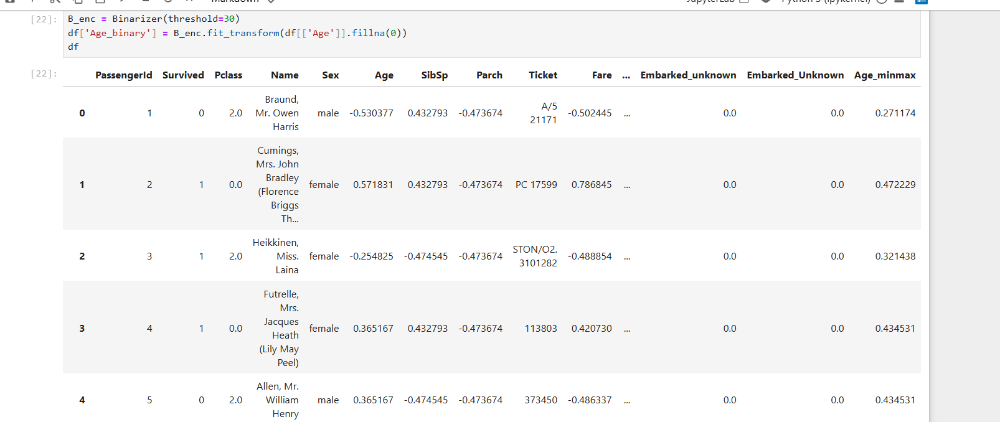 Markdown JupyterLab Python 3 (ipykernel)
[22]: B_enc = Binarizer(threshold=30)
df['Age_binary'] = B_enc.fit_transform(df[['Age']].fillna(0))
df
[22]: PassengerId Survived Pclass Name Sex Age SibSp Parch Ticket Fare ... Embarked_unknown Embarked_Unknown Age_minmax
Braund,
0 1 0 2.0 Mr. Owen male -0.530377 0.432793 -0.473674 A/5 -0.502445 ... 0.0 0.0 0.271174
Harris 21171
Cumings,
Mrs. John
Bradley
1 2 1 0.0 (Florence female 0.571831 0.432793 -0.473674 PC 17599 0.786845 ... 0.0 0.0 0.472229
Briggs
Th...
Heikkinen,
2 3 1 2.0 Miss. female -0.254825 -0.474545 -0.473674 STON/O2. -0.488854 ... 0.0 0.0 0.321438
Laina 3101282
Futrelle,
Mrs.
Jacques
3 4 1 0.0 Heath female 0.365167 0.432793 -0.473674 113803 0.420730 ... 0.0 0.0 0.434531
(Lily May
Peel)
Allen, Mr.
4 5 0 2.0 William male 0.365167 -0.474545 -0.473674 373450 -0.486337 ... 0.0 0.0 0.434531
Henry